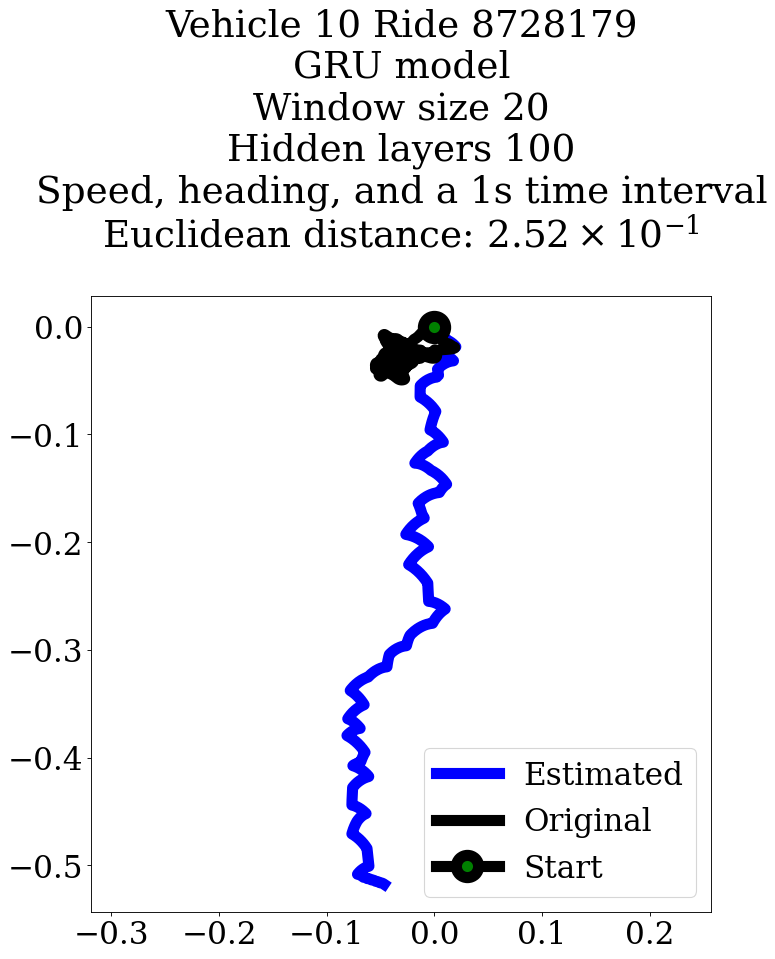 Vehicle 10 Ride 8728179
GRU model
Window size 20
Hidden layers 100
Speed, heading, and a 1s time interval
Euclidean distance: 2.52 × 10⁻¹
0.0
−0.1
−0.2
−0.3
−0.4
−0.5
Estimated
Original
Start
−0.3 −0.2 −0.1 0.0 0.1 0.2